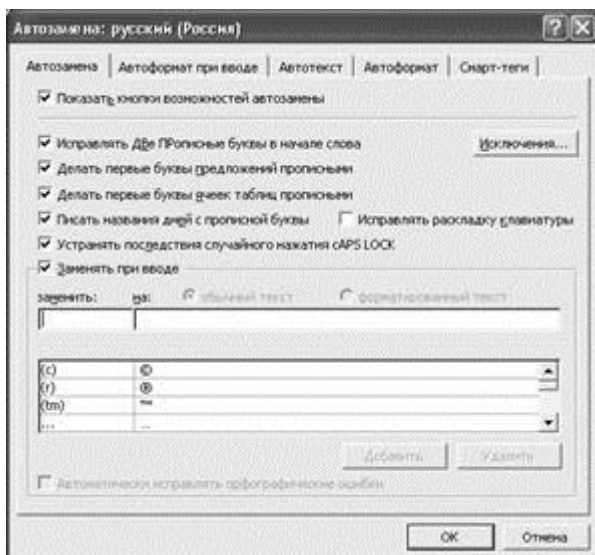 Автозамена: русский (Россия)
Автозамена Автоформат при вводе Автотекст Автоформат Смарт-теги
Показать кнопки возможностей автозамены
Исправлять ДВе ПРописные буквы в начале слова Исключения...
Делать первые буквы предложений прописными
Делать первые буквы ячеек таблиц прописными
Писать названия дней с прописной буквы Исправлять раскладку клавиатуры
Устранять последствия случайного нажатия cAPS LOCK
Заменять при вводе
заменить: на: обычный текст форматированный текст
(c) ©
(r) ®
(tm) ™
... ...
Добавить Удалить
Автоматически исправлять орфографические ошибки
ОК Отмена